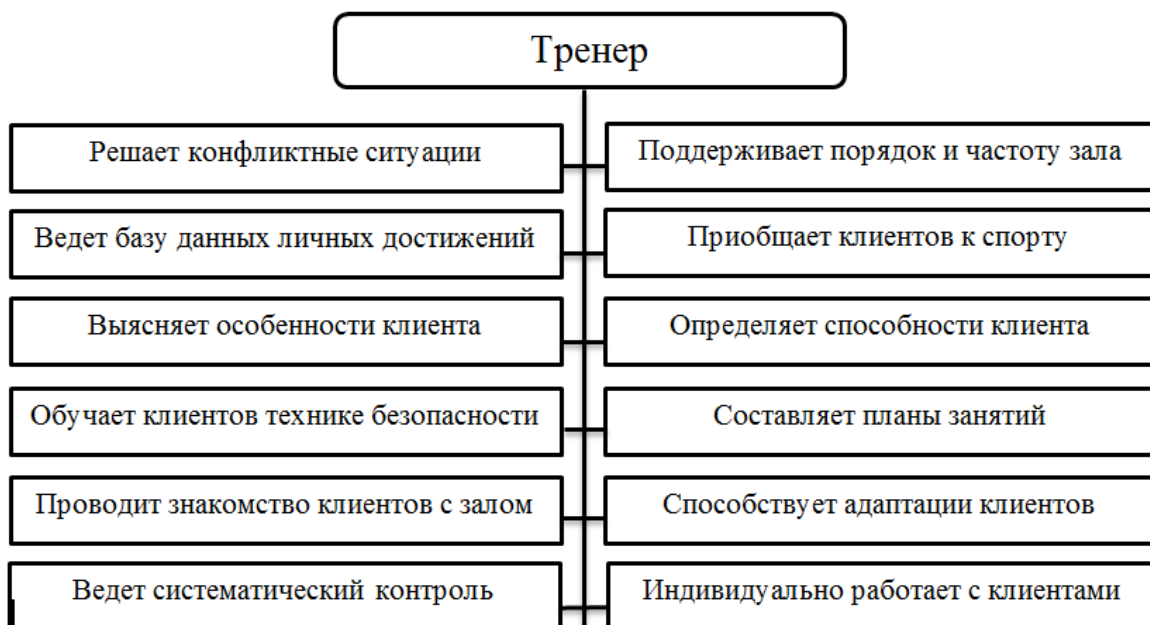 Тренер
Решает конфликтные ситуации
Поддерживает порядок и частоту зала
Ведет базу данных личных достижений
Приобщает клиентов к спорту
Выясняет особенности клиента
Определяет способности клиента
Обучает клиентов технике безопасности
Составляет планы занятий
Проводит знакомство клиентов с залом
Способствует адаптации клиентов
Ведет систематический контроль
Индивидуально работает с клиентами